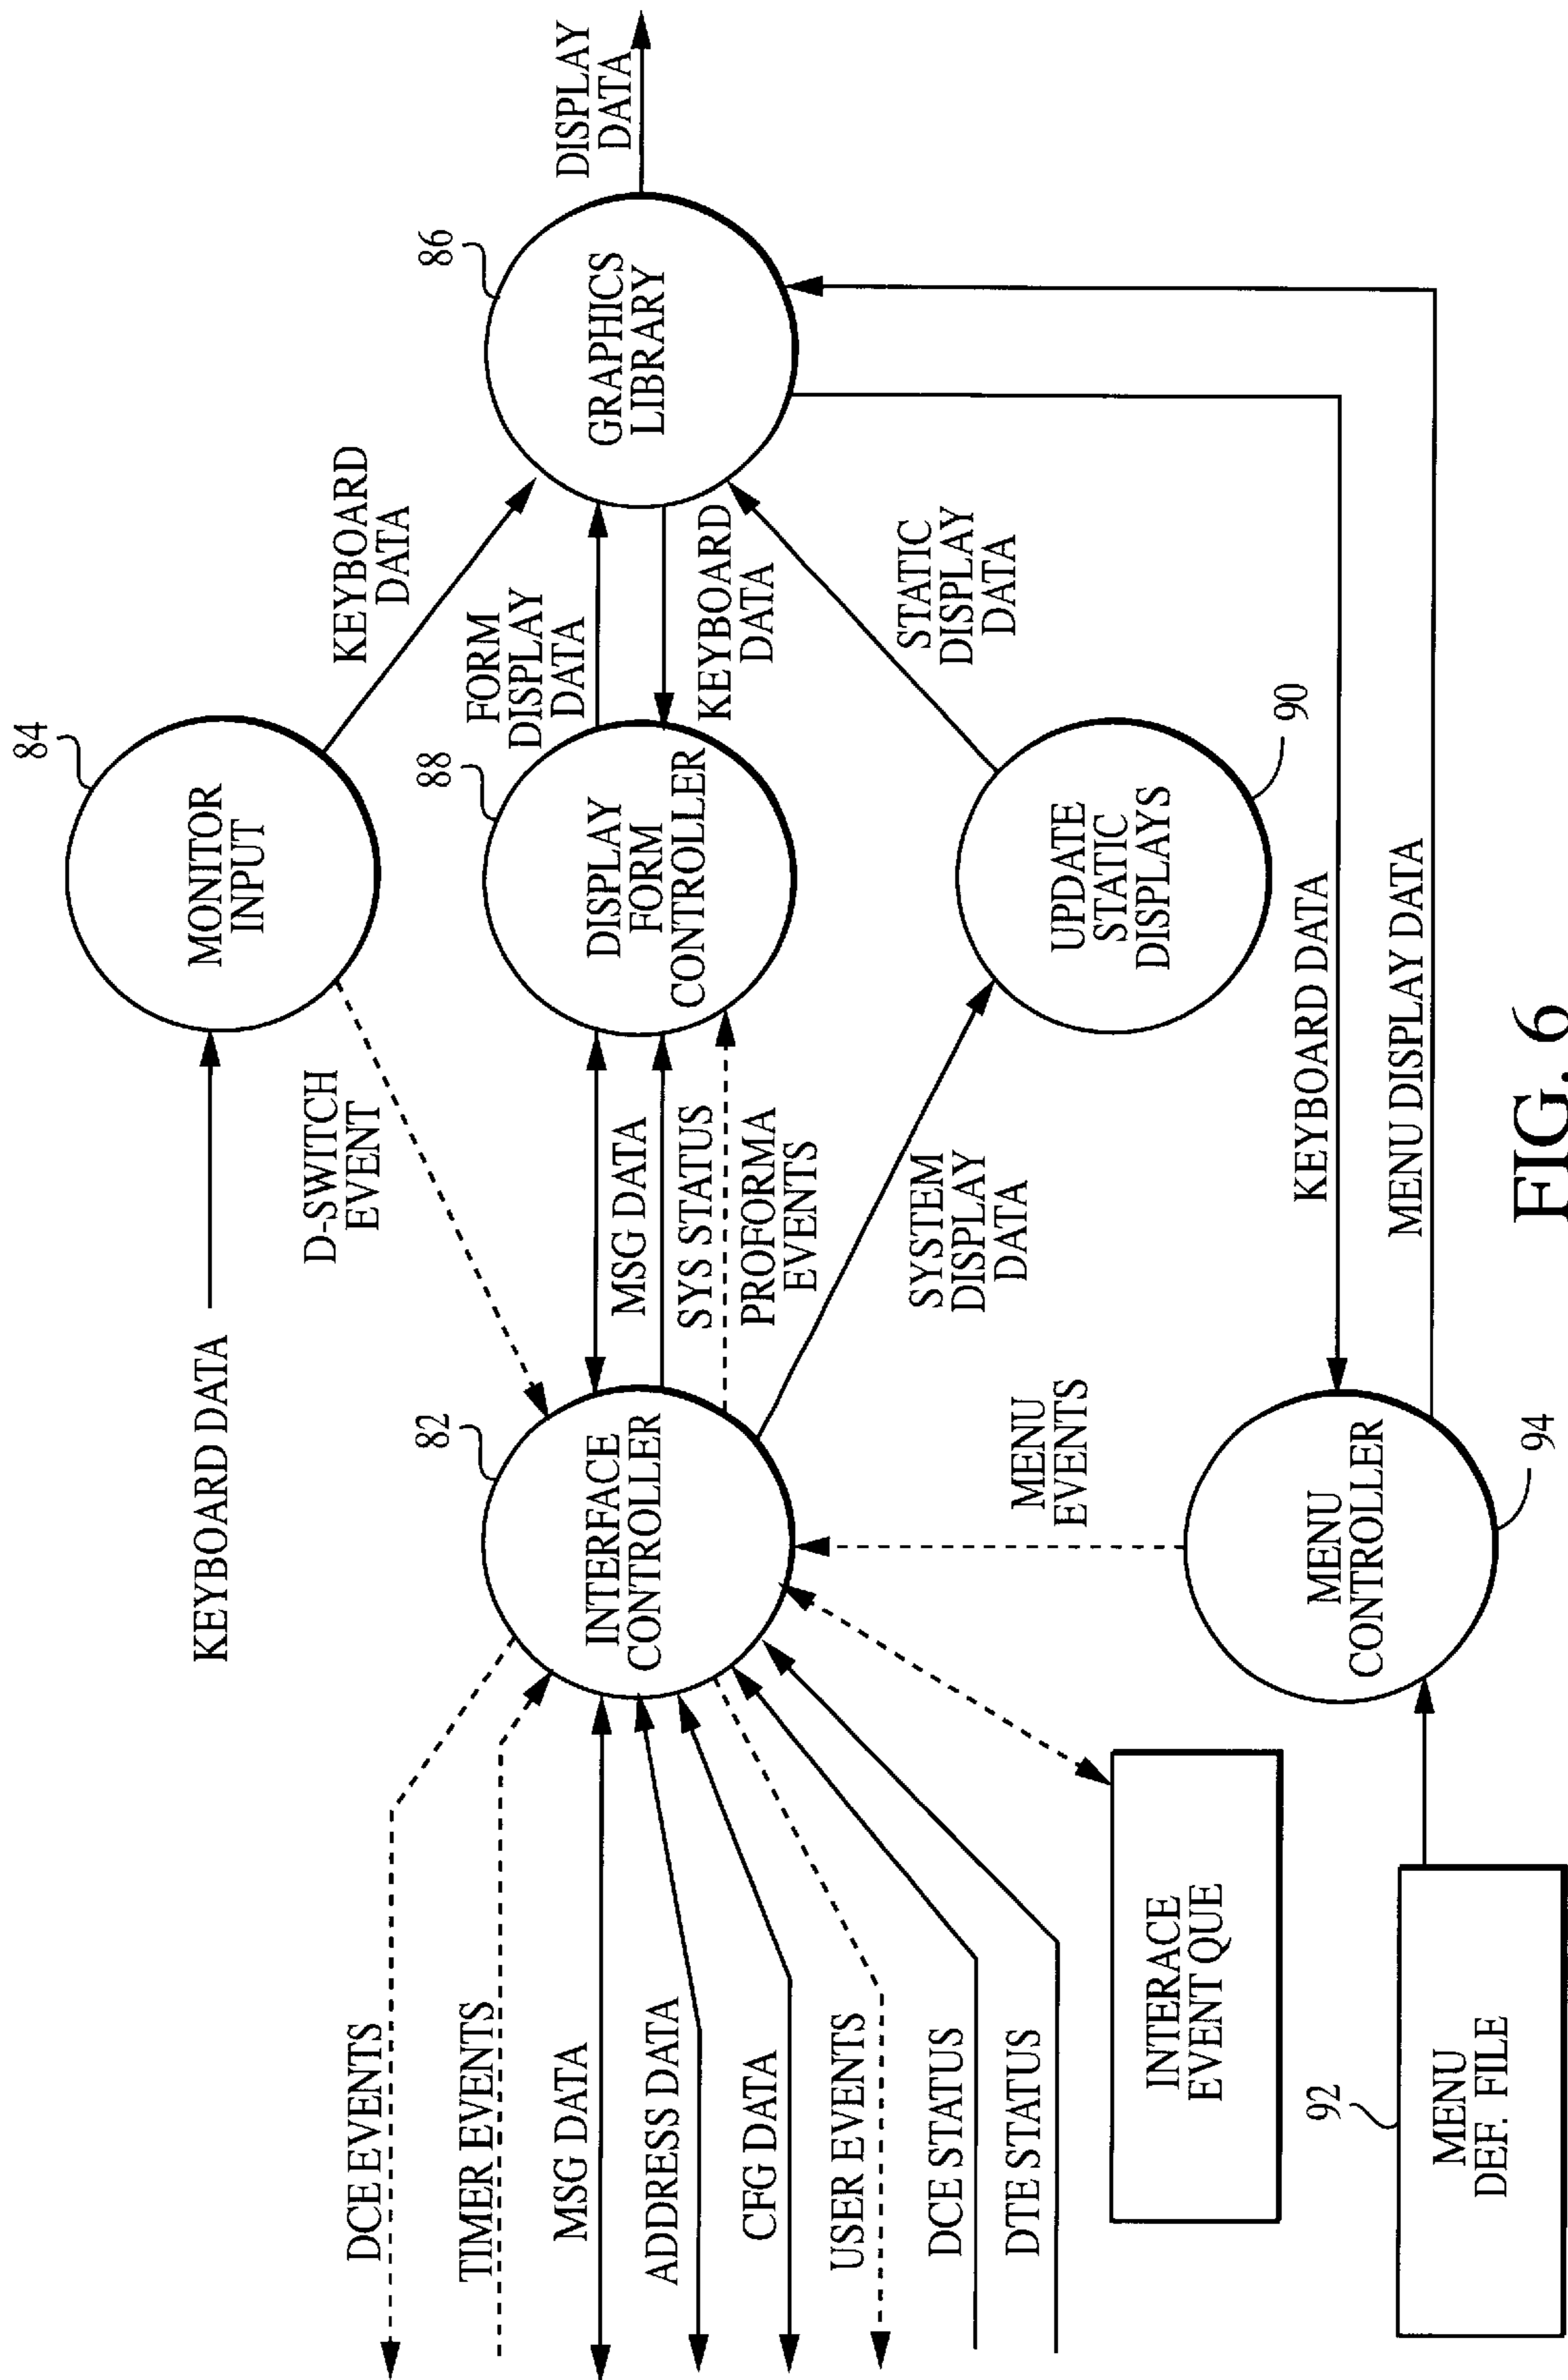 84
KEYBOARD DATA
MONITOR
INPUT
D-SWITCH
EVENT
KEYBOARD
DATA
DISPLAY
DATA
DCE EVENTS
TIMER EVENTS
MSG DATA
ADDRESS DATA
CFG DATA
USER EVENTS
DCE STATUS
DTE STATUS
82
INTERFACE
CONTROLLER
MSG DATA
SYS STATUS
PROFORMA
EVENTS
88
DISPLAY
FORM
CONTROLLER
FORM
DISPLAY
DATA
KEYBOARD
DATA
86
GRAPHICS
LIBRARY
SYSTEM
DISPLAY
DATA
UPDATE
STATIC
DISPLAYS
90
STATIC
DISPLAY
DATA
MENU
EVENTS
INTERACE
EVENT QUE
92
MENU
DEF. FILE
MENU
CONTROLLER
94
KEYBOARD DATA
MENU DISPLAY DATA
FIG. 6